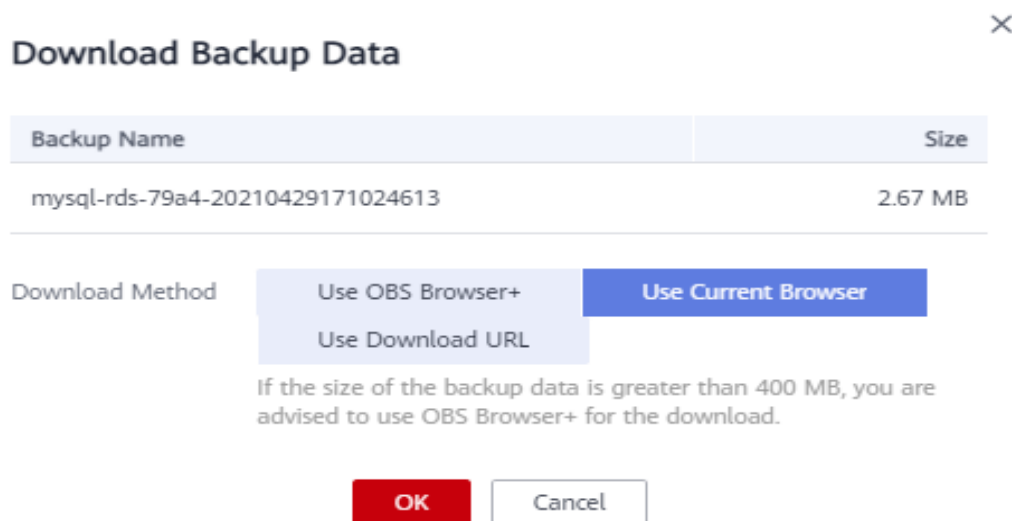 Download Backup Data
Backup Name Size
mysql-rds-79a4-20210429171024613 2.67 MB
Download Method Use OBS Browser+ Use Current Browser
Use Download URL
If the size of the backup data is greater than 400 MB, you are
advised to use OBS Browser+ for the download.
OK Cancel